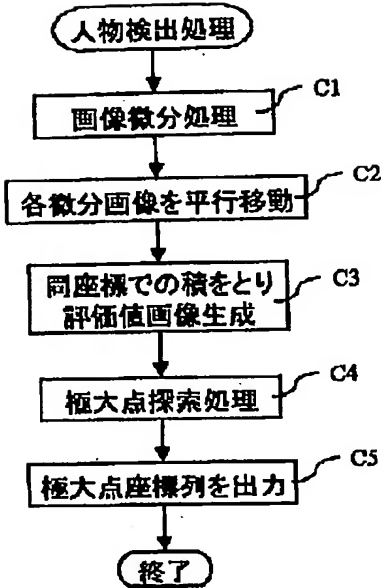 人物検出処理
C1
画像微分処理
C2
各微分画像を平行移動
C3
同座標での積をとり
評価値画像生成
C4
極大点探索処理
C5
極大点座標列を出力
終了